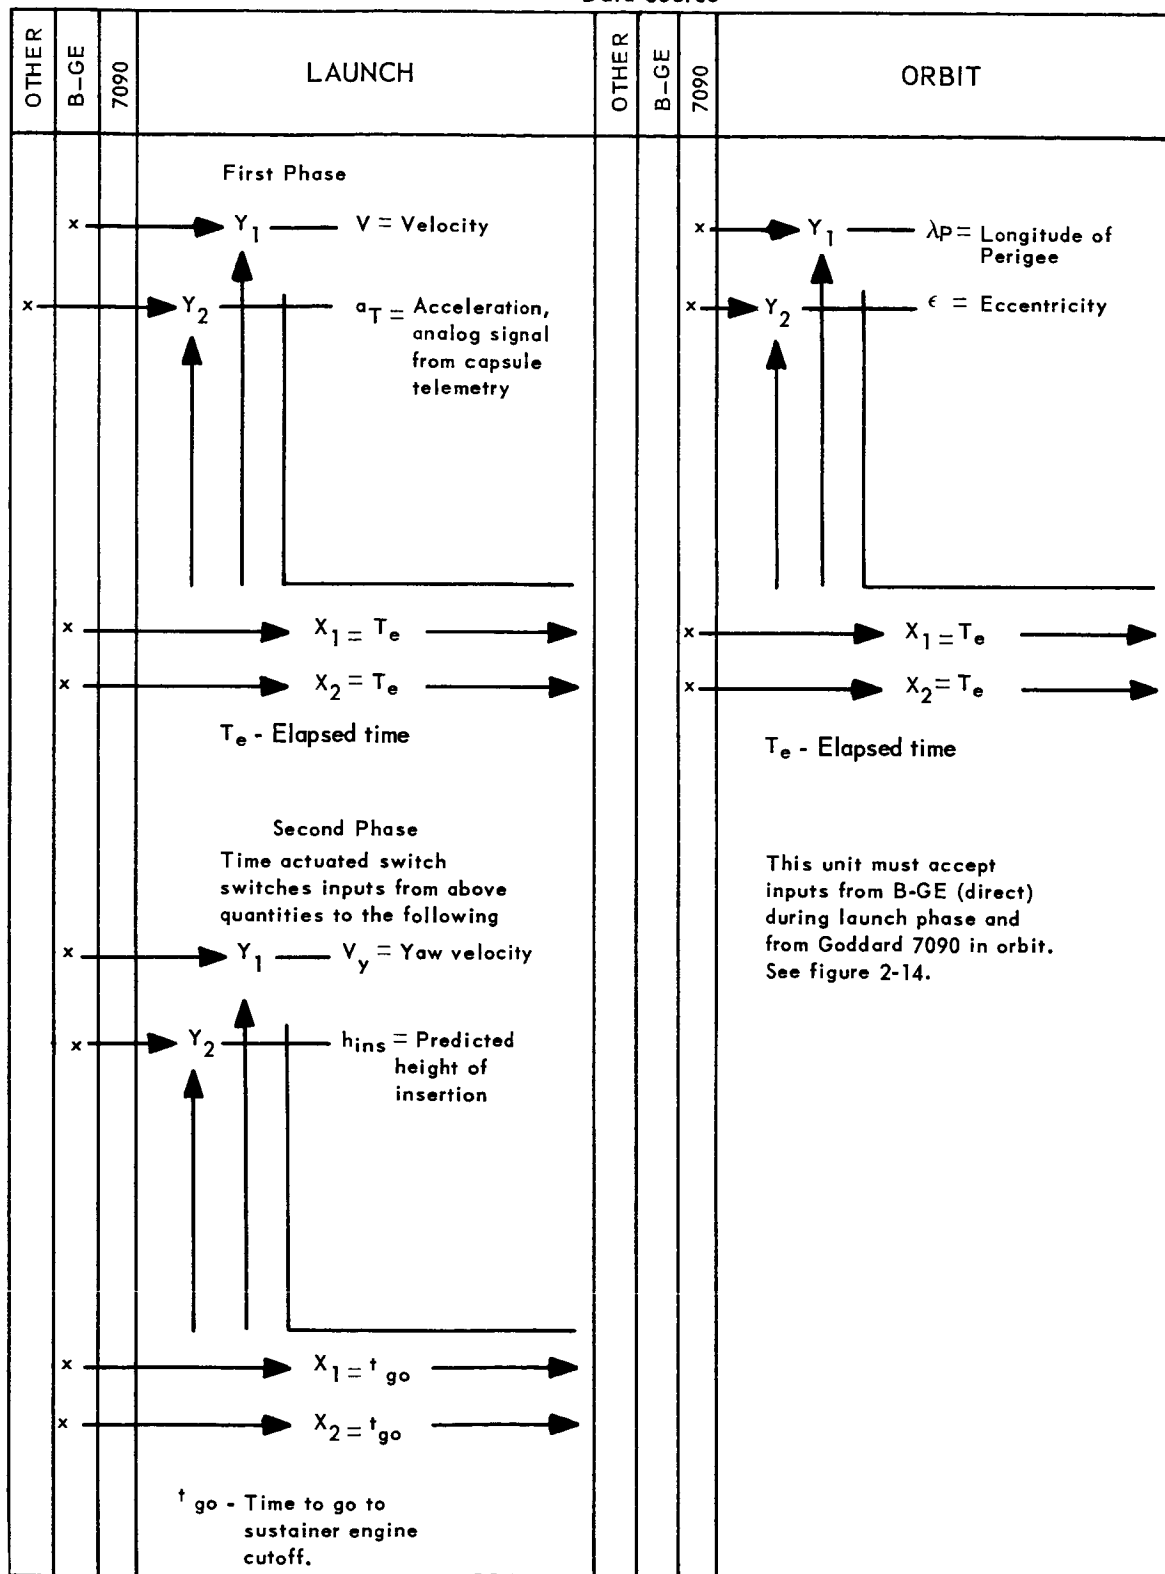 Data source
OTHER
B-GE
7090
LAUNCH
OTHER
B-GE
7090
ORBIT
First Phase
x Y1 V = Velocity
x Y2 aT = Acceleration,
analog signal
from capsule
telemetry
x X1 = Te
x X2 = Te
Te - Elapsed time
Second Phase
Time actuated switch
switches inputs from above
quantities to the following
x Y1 Vy = Yaw velocity
x Y2 hins = Predicted
height of
insertion
x X1 = t go
x X2 = tgo
t go - Time to go to
sustainer engine
cutoff.
x Y1 λP = Longitude of
Perigee
x Y2 ϵ = Eccentricity
x X1 = Te
x X2 = Te
Te - Elapsed time
This unit must accept
inputs from B-GE (direct)
during launch phase and
from Goddard 7090 in orbit.
See figure 2-14.